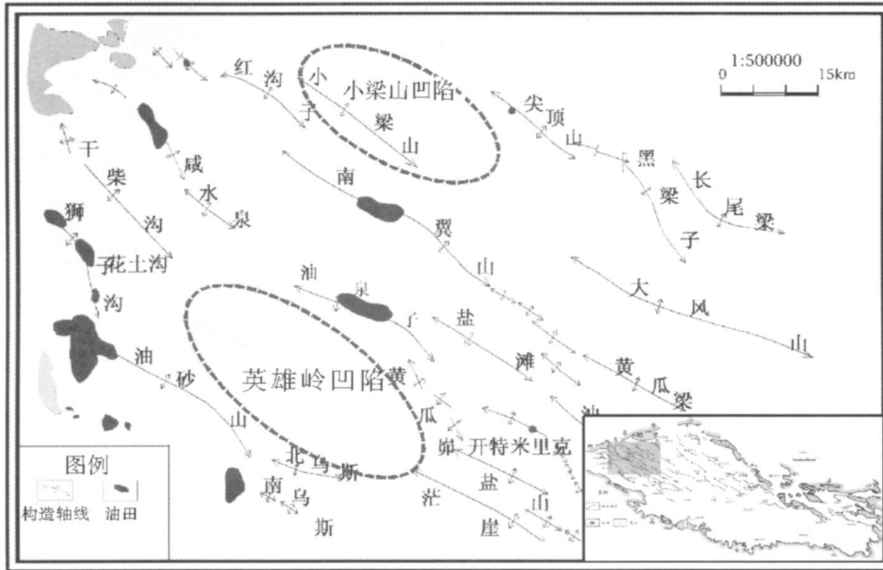 1:500000
0 15km
红沟子
小梁山
小梁山凹陷
尖顶山
黑梁子
长尾梁
干柴沟
咸水泉
南翼山
狮子沟
花土沟
油泉子
大风山
盐滩
黄瓜梁
英雄岭凹陷
黄瓜峁
油砂山
开特米里克
北乌斯
南乌斯
茫崖
盐山
油
图例
构造轴线 油田